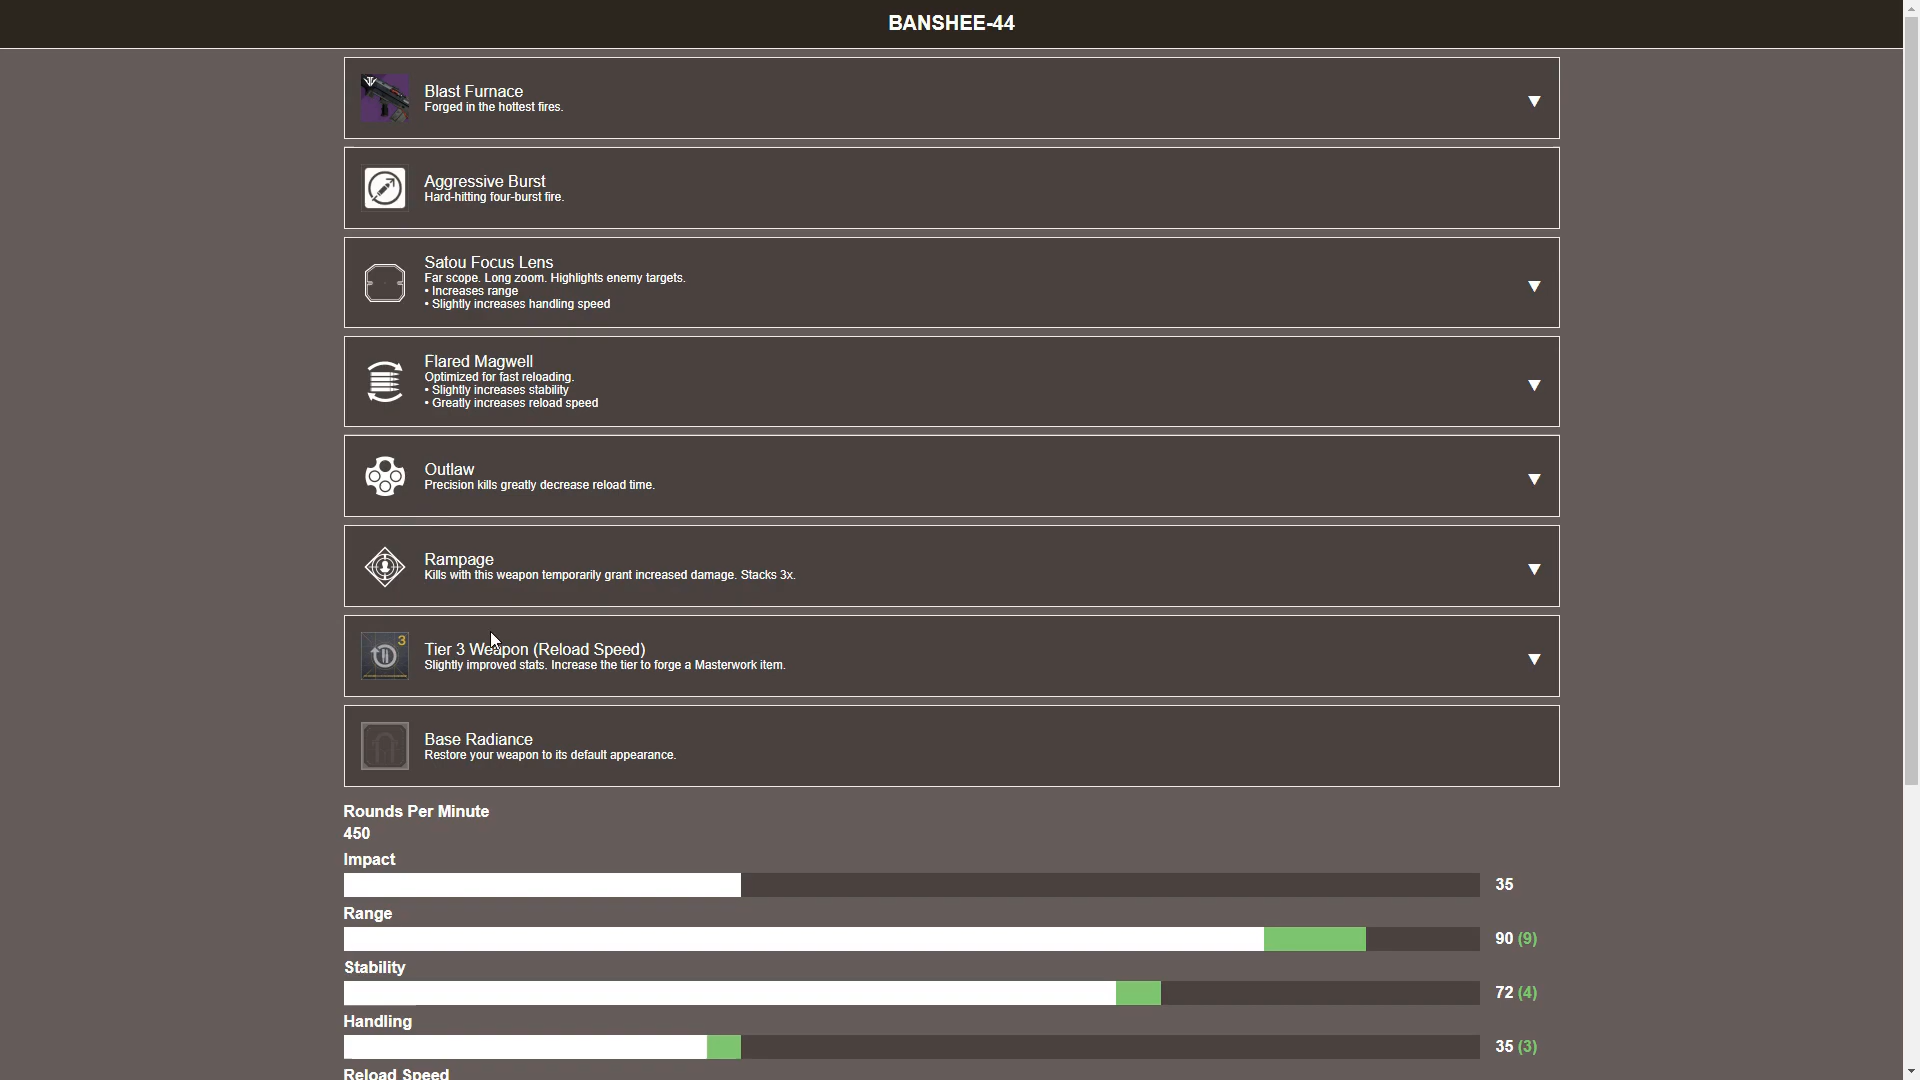 BANSHEE-44
Blast Furnace
Forged in the hottest fires.
▼
Aggressive Burst
Hard-hitting four-burst fire.
Satou Focus Lens
Far scope. Long zoom. Highlights enemy targets.
• Increases range
• Slightly increases handling speed
▼
Flared Magwell
Optimized for fast reloading.
• Slightly increases stability
• Greatly increases reload speed
▼
Outlaw
Precision kills greatly decrease reload time.
▼
Rampage
Kills with this weapon temporarily grant increased damage. Stacks 3x.
▼
3
Tier 3 Weapon (Reload Speed)
Slightly improved stats. Increase the tier to forge a Masterwork item.
▼
Base Radiance
Restore your weapon to its default appearance.
Rounds Per Minute
450
Impact
35
Range
90 (9)
Stability
72 (4)
Handling
35 (3)
Reload Speed